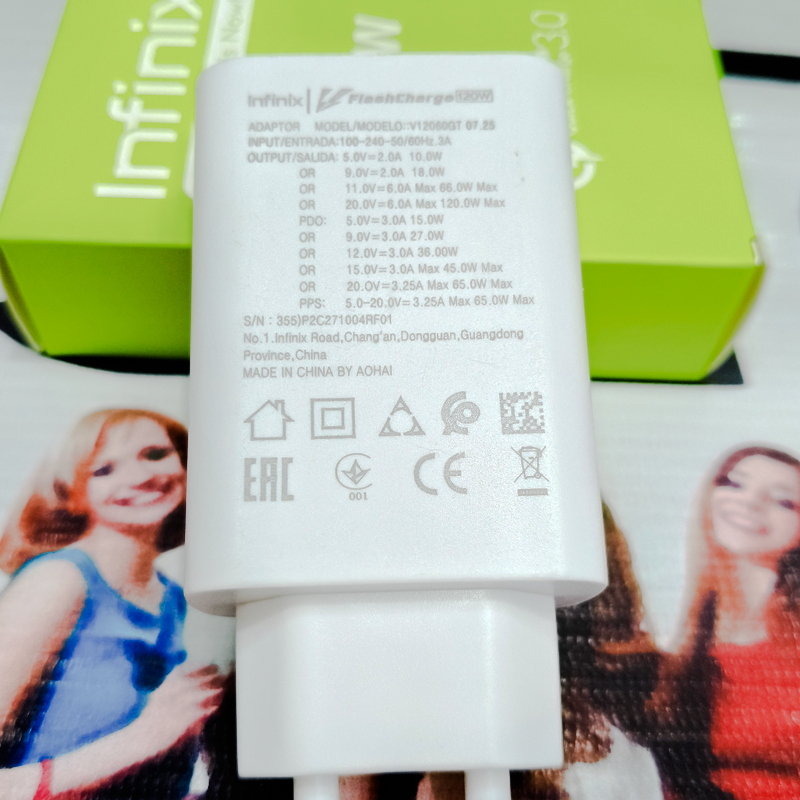 Infinix
Now
W
3.0
Infinix | FlashCharge 120W
ADAPTOR MODEL/MODELO::V12060GT 07.25
INPUT/ENTRADA:100-240-50/60Hz.3A
OUTPUT/SALIDA: 5.0V=2.0A 10.0W
OR 9.0V=2.0A 18.0W
OR 11.0V=6.0A Max 66.0W Max
OR 20.0V=6.0A Max 120.0W Max
PDO: 5.0V=3.0A 15.0W
OR 9.0V=3.0A 27.0W
OR 12.0V=3.0A 36.00W
OR 15.0V=3.0A Max 45.0W Max
OR 20.0V=3.25A Max 65.0W Max
PPS: 5.0-20.0V=3.25A Max 65.0W Max
S/N : 355)P2C271004RF01
No.1.Infinix Road,Chang'an,Dongguan,Guangdong
Province,China
MADE IN CHINA BY AOHAI
EAC
001
CE